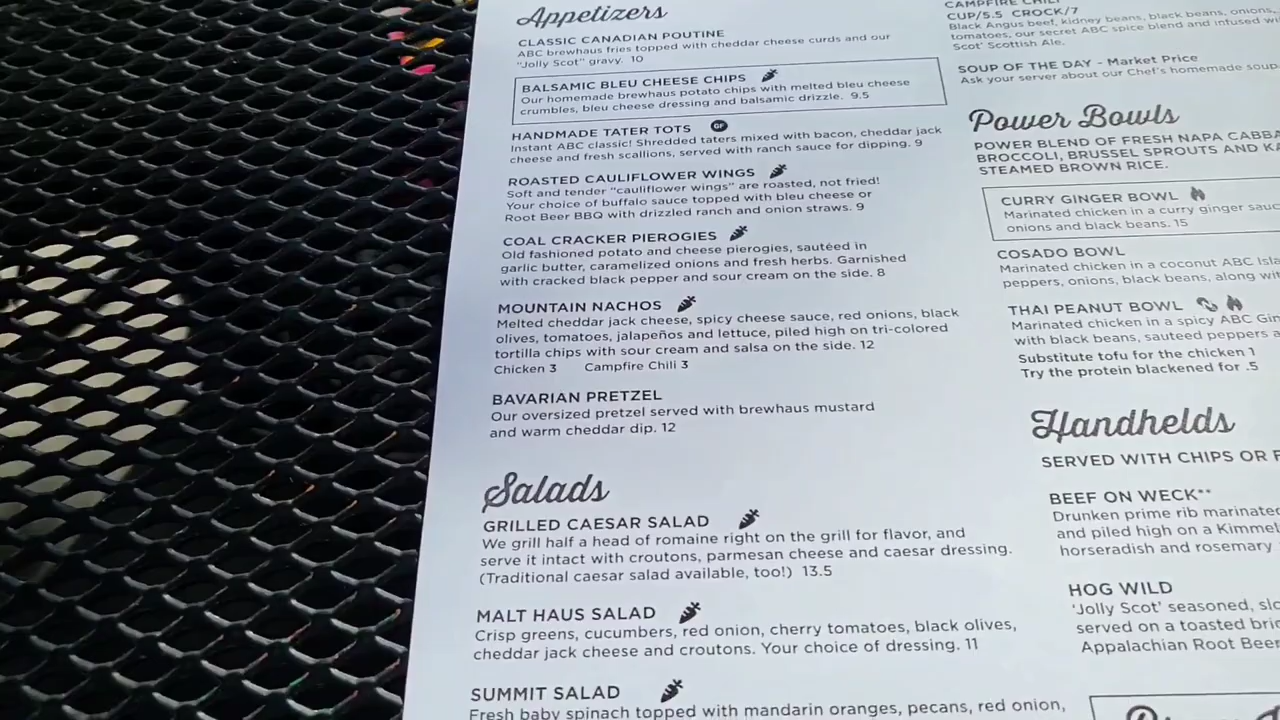 Appetizers
CLASSIC CANADIAN POUTINE
ABC brewhaus fries topped with cheddar cheese curds and our
"Jolly Scot" gravy. 10
BALSAMIC BLEU CHEESE CHIPS
Our homemade brewhaus potato chips with melted bleu cheese
crumbles, bleu cheese dressing and balsamic drizzle. 9.5
HANDMADE TATER TOTS GF
Instant ABC classic! Shredded taters mixed with bacon, cheddar jack
cheese and fresh scallions, served with ranch sauce for dipping. 9
ROASTED CAULIFLOWER WINGS
Soft and tender "cauliflower wings" are roasted, not fried!
Your choice of buffalo sauce topped with bleu cheese or
Root Beer BBQ with drizzled ranch and onion straws. 9
COAL CRACKER PIEROGIES
Old fashioned potato and cheese pierogies, sautéed in
garlic butter, caramelized onions and fresh herbs. Garnished
with cracked black pepper and sour cream on the side. 8
MOUNTAIN NACHOS
Melted cheddar jack cheese, spicy cheese sauce, red onions, black
olives, tomatoes, jalapeños and lettuce, piled high on tri-colored
tortilla chips with sour cream and salsa on the side. 12
Chicken 3 Campfire Chili 3
BAVARIAN PRETZEL
Our oversized pretzel served with brewhaus mustard
and warm cheddar dip. 12
Salads
GRILLED CAESAR SALAD
We grill half a head of romaine right on the grill for flavor, and
serve it intact with croutons, parmesan cheese and caesar dressing.
(Traditional caesar salad available, too!) 13.5
MALT HAUS SALAD
Crisp greens, cucumbers, red onion, cherry tomatoes, black olives,
cheddar jack cheese and croutons. Your choice of dressing. 11
SUMMIT SALAD
Fresh baby spinach topped with mandarin oranges, pecans, red onion,
CAMPFIRE CHILI
CUP/5.5 CROCK/7
Black Angus beef, kidney beans, black beans, onions,
tomatoes, our secret ABC spice blend and infused
Scot' Scottish Ale.
SOUP OF THE DAY - Market Price
Ask your server about our Chef's homemade soup
Power Bowls
POWER BLEND OF FRESH NAPA
BROCCOLI, BRUSSEL SPROUTS AND
STEAMED BROWN RICE.
CURRY GINGER BOWL
Marinated chicken in a curry ginger
onions and black beans. 15
COSADO BOWL
Marinated chicken in a coconut ABC
peppers, onions, black beans, along
THAI PEANUT BOWL
Marinated chicken in a spicy ABC
with black beans, sauteed peppers
Substitute tofu for the chicken 1
Try the protein blackened for .5
Handhelds
SERVED WITH CHIPS OR
BEEF ON WECK**
Drunken prime rib marinated
and piled high on a
horseradish and rosemary
HOG WILD
'Jolly Scot' seasoned,
served on a toasted
Appalachian Root Beer